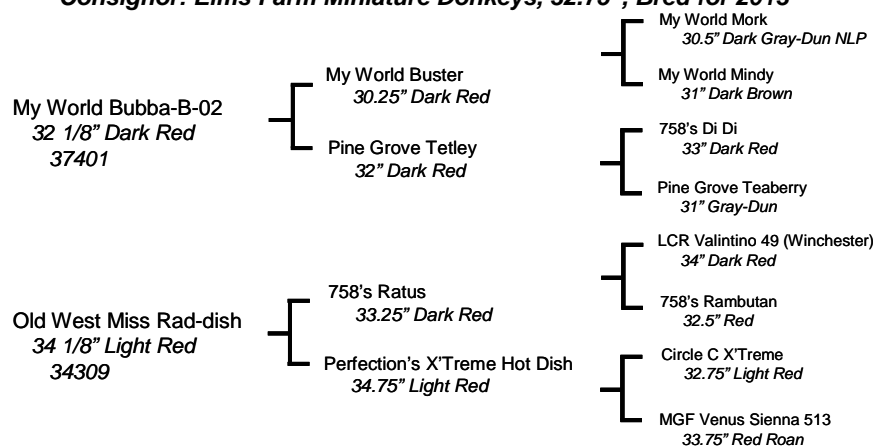 Consignor: Elms Farm Miniature Donkeys, 32.75", Bred for 2013
My World Bubba-B-02
32 1/8” Dark Red
37401
Old West Miss Rad-dish
34 1/8” Light Red
34309
My World Buster
30.25” Dark Red
Pine Grove Tetley
32” Dark Red
758’s Ratus
33.25” Dark Red
Perfection’s X’Treme Hot Dish
34.75” Light Red
My World Mork
30.5” Dark Gray-Dun NLP
My World Mindy
31” Dark Brown
758’s Di Di
33” Dark Red
Pine Grove Teaberry
31” Gray-Dun
LCR Valintino 49 (Winchester)
34” Dark Red
758’s Rambutan
32.5” Red
Circle C X’Treme
32.75” Light Red
MGF Venus Sienna 513
33.75” Red Roan